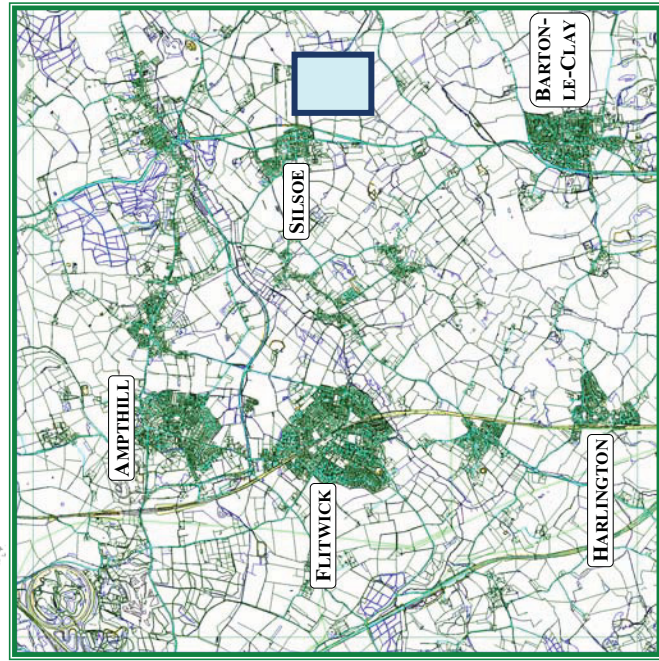 AMPTHILL
FLITWICK
SILSOE
BARTON-
LE-CLAY
HARLINGTON